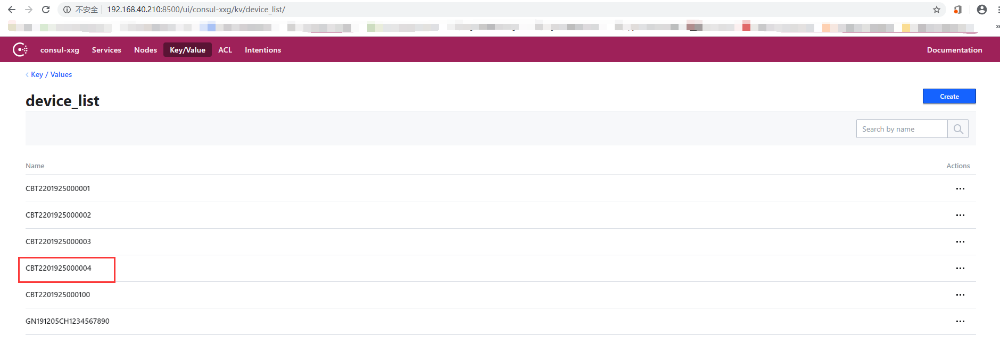 不安全 192.168.40.210:8500/ui/consul-xxg/kv/device_list/
»
consul-xxg Services Nodes Key/Value ACL Intentions Documentation
‹ Key / Values
device_list
Create
Search by name
Name Actions
CBT2201925000001
CBT2201925000002
CBT2201925000003
CBT2201925000004
CBT2201925000100
GN191205CH1234567890